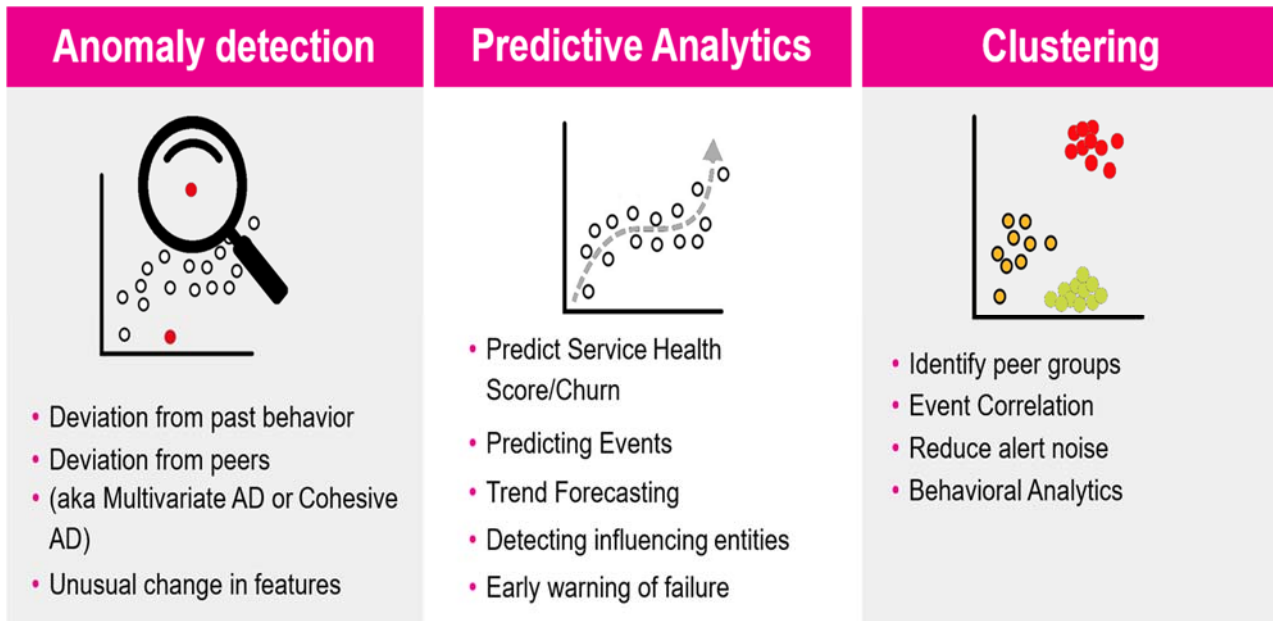 Anomaly detection
• Deviation from past behavior
• Deviation from peers
• (aka Multivariate AD or Cohesive
AD)
• Unusual change in features
Predictive Analytics
• Predict Service Health
Score/Churn
• Predicting Events
• Trend Forecasting
• Detecting influencing entities
• Early warning of failure
Clustering
• Identify peer groups
• Event Correlation
• Reduce alert noise
• Behavioral Analytics